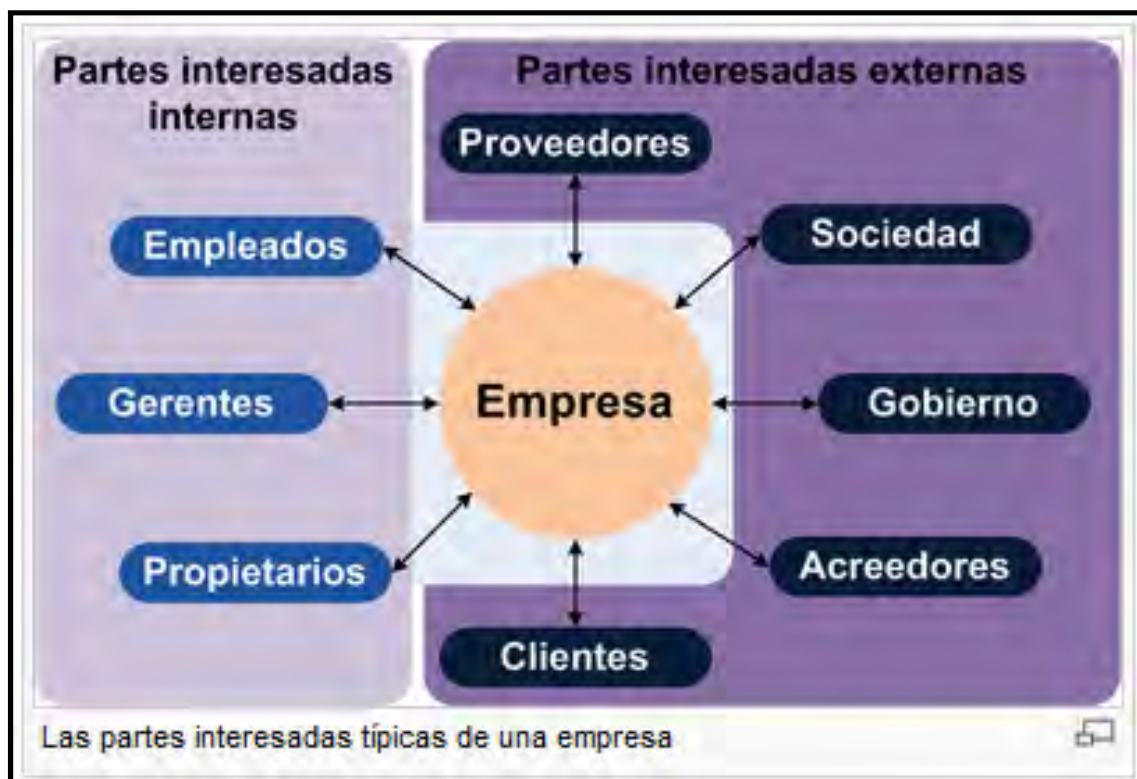 Partes interesadas
internas
Partes interesadas externas
Proveedores
Empleados
Sociedad
Gerentes
Empresa
Gobierno
Propietarios
Acreedores
Clientes
Las partes interesadas típicas de una empresa